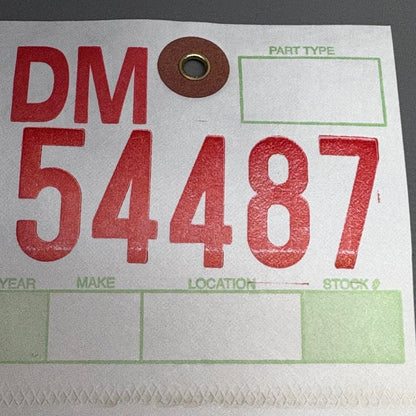 DM
PART TYPE
54487
YEAR MAKE LOCATION STOCK #